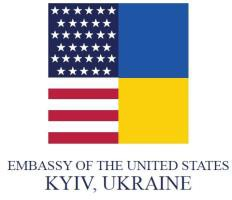 EMBASSY OF THE UNITED STATES
KYIV, UKRAINE